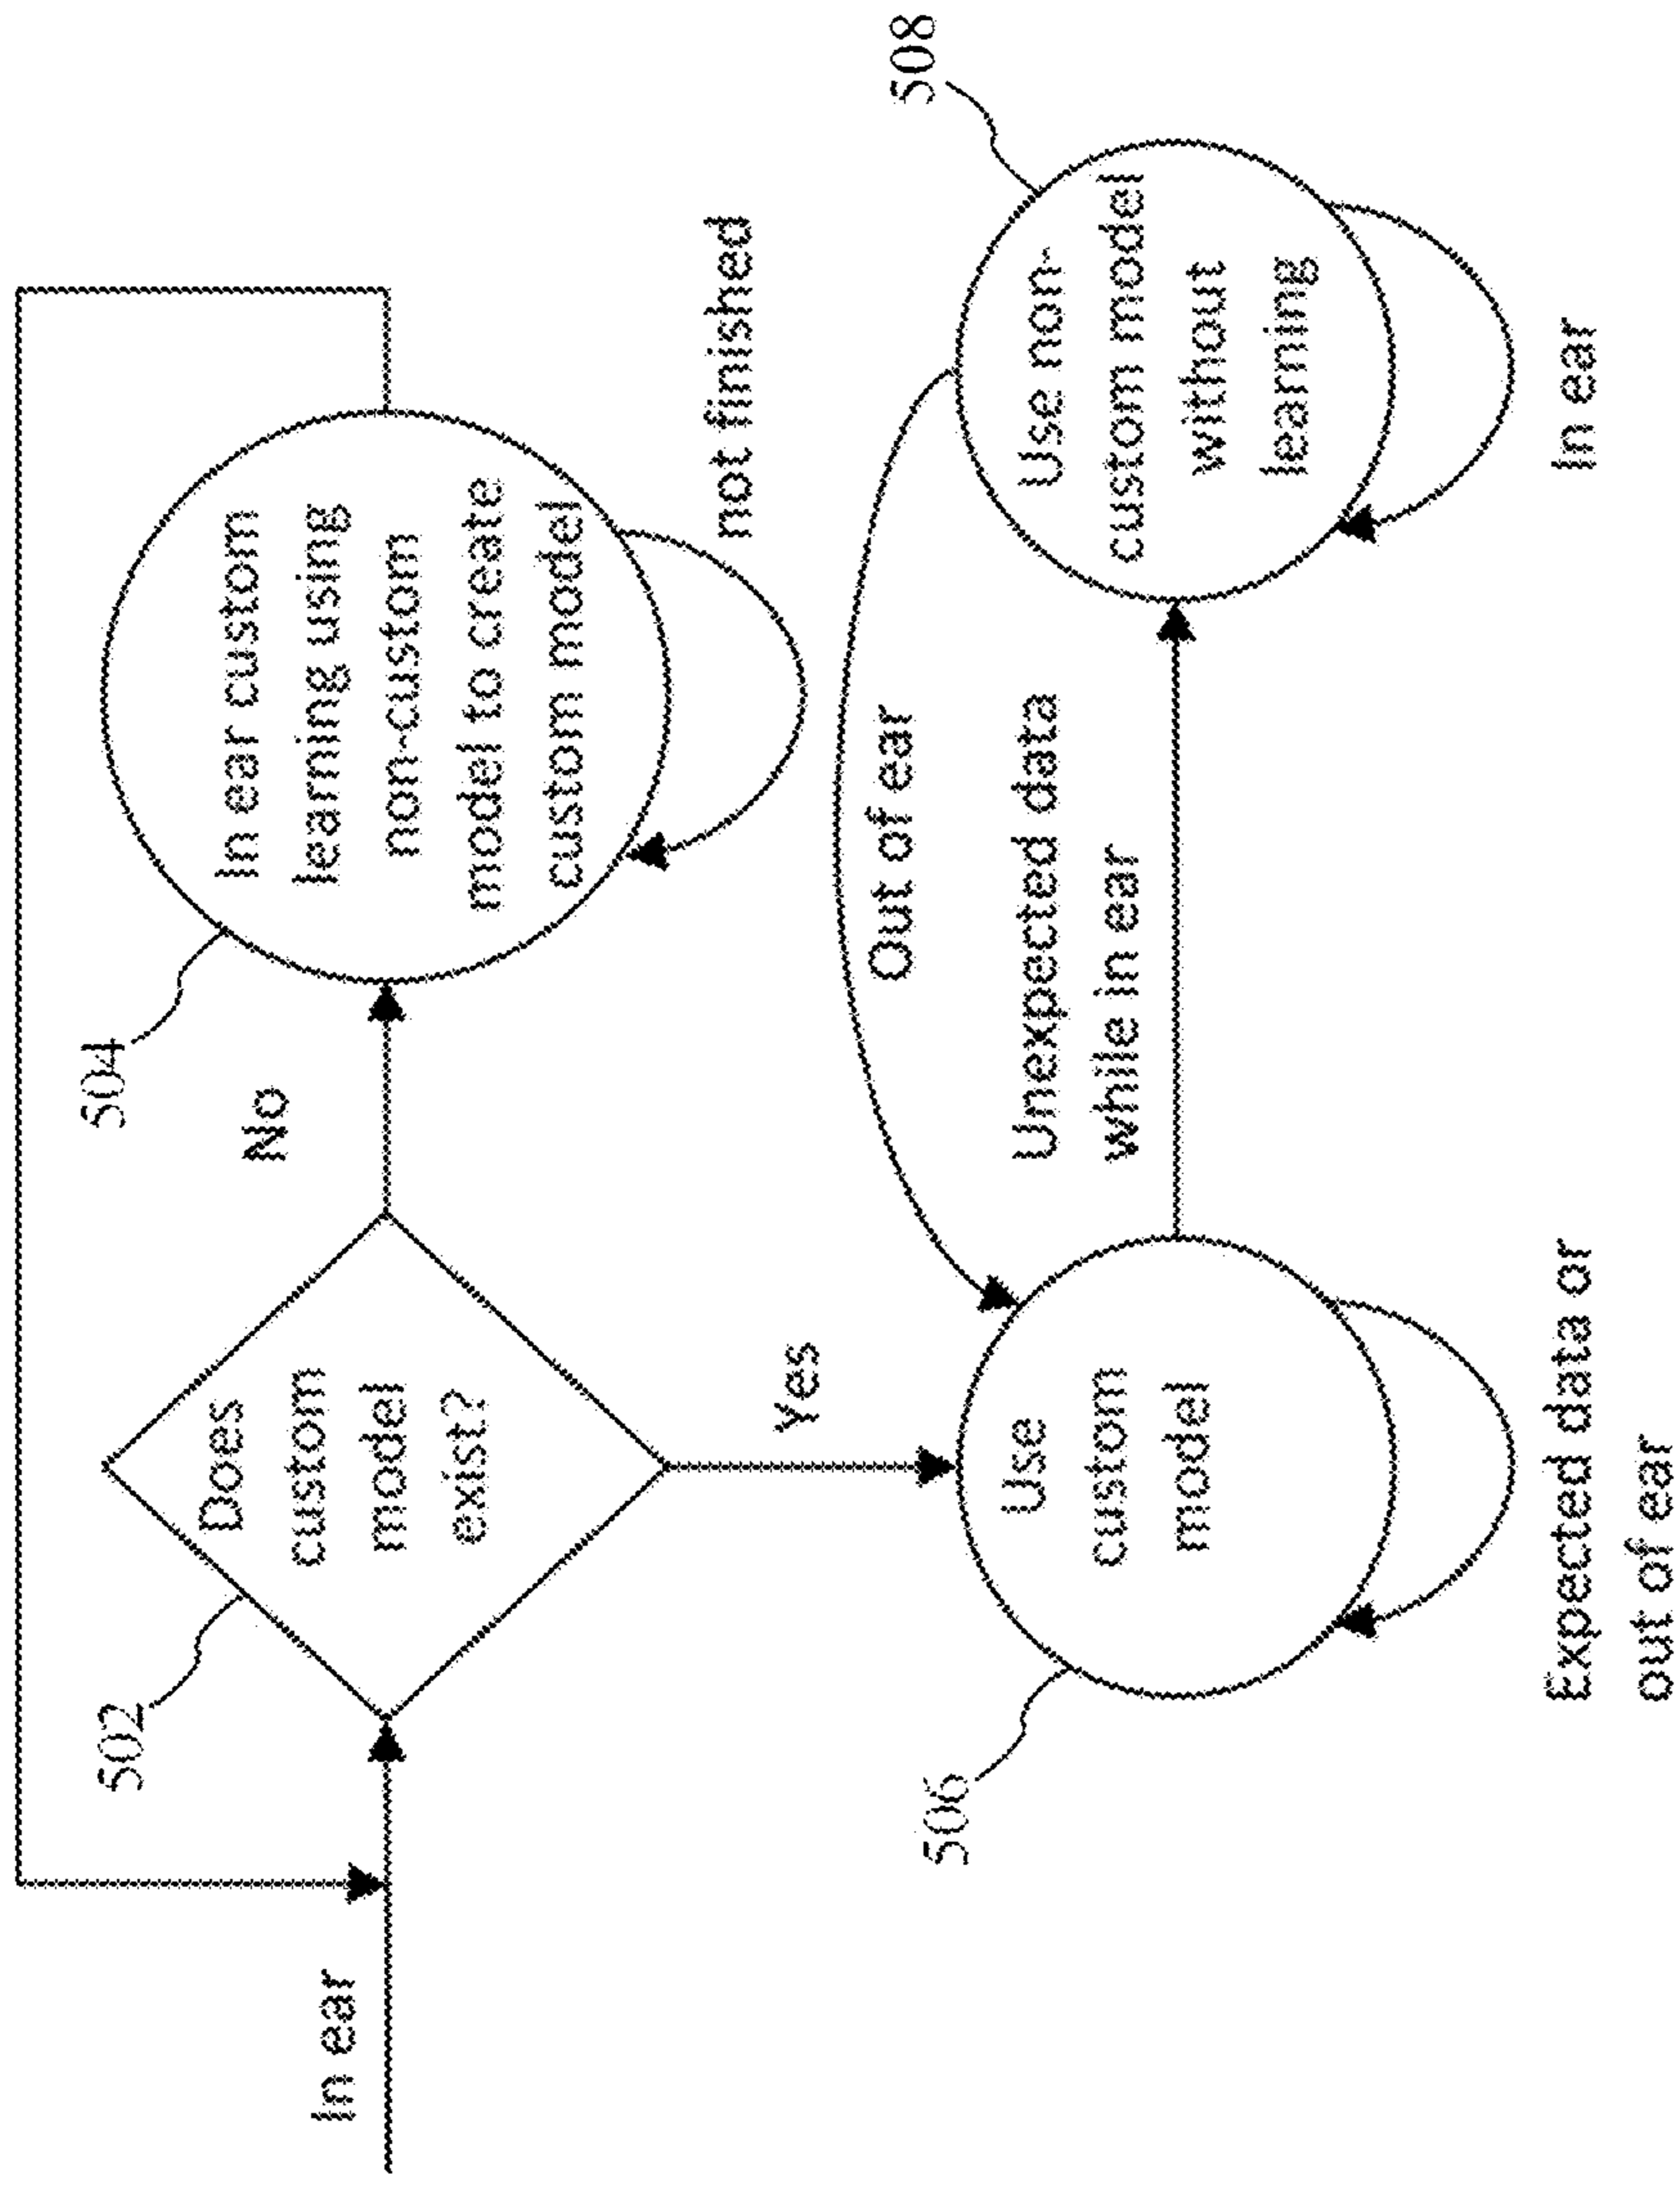 In ear
502
Does
custom
model
exist?
No
504
In ear custom
learning using
non-custom
model to create
custom model
not finished
Yes
506
Use
custom
model
Expected data or
out of ear
Out of ear
Unexpected data
while in ear
508
Use non-
custom model
without
learning
In ear